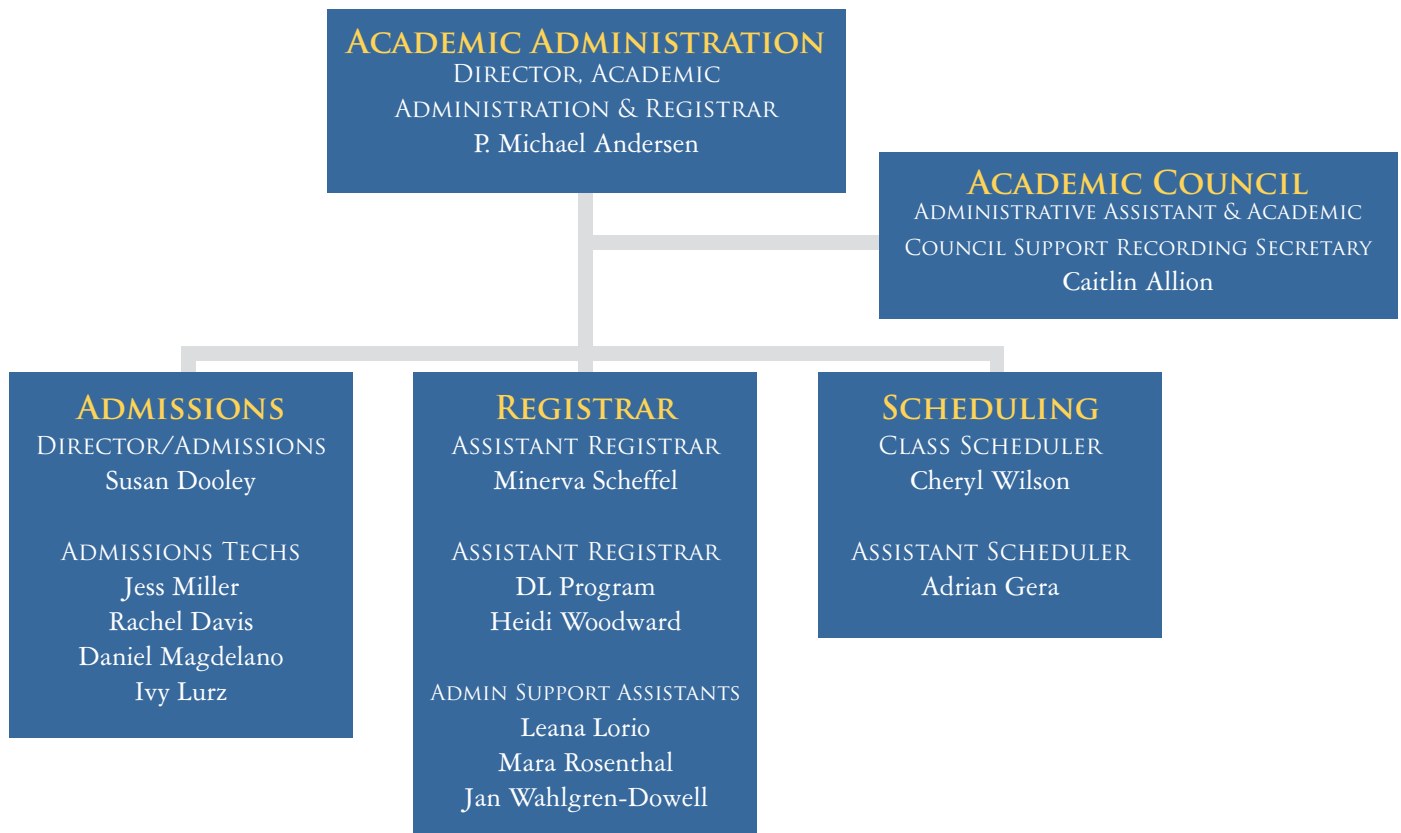 Academic Administration
Director, Academic
Administration & Registrar
P. Michael Andersen
Academic Council
Administrative Assistant & Academic
Council Support Recording Secretary
Caitlin Allion
Admissions
Director/Admissions
Susan Dooley
Admissions Techs
Jess Miller
Rachel Davis
Daniel Magdelano
Ivy Lurz
Registrar
Assistant Registrar
Minerva Scheffel
Assistant Registrar
DL Program
Heidi Woodward
Admin Support Assistants
Leana Lorio
Mara Rosenthal
Jan Wahlgren-Dowell
Scheduling
Class Scheduler
Cheryl Wilson
Assistant Scheduler
Adrian Gera